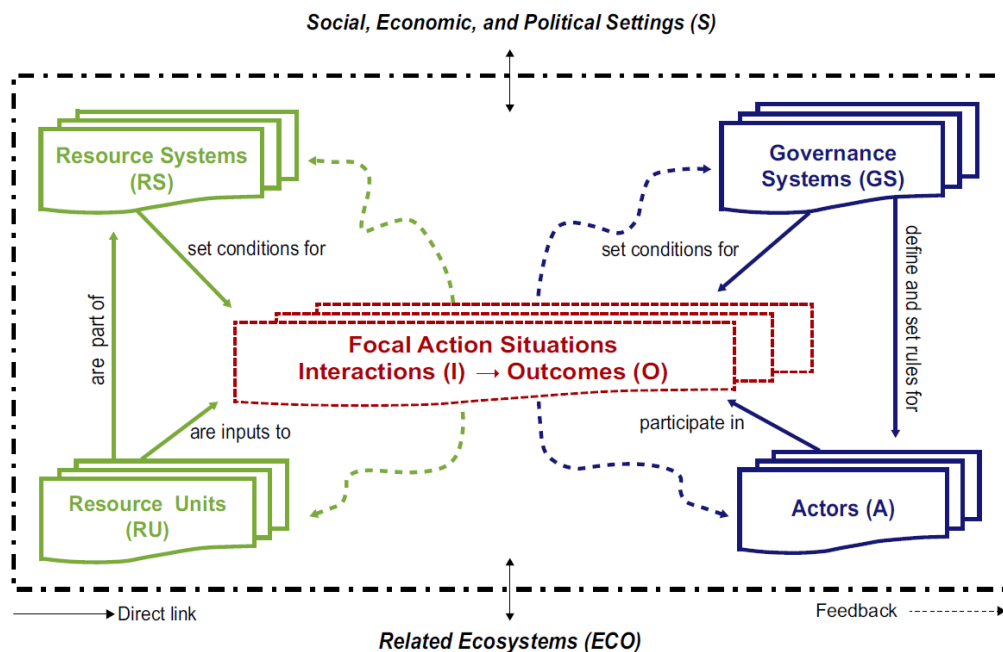 Social, Economic, and Political Settings (S)
Resource Systems
(RS)
Governance
Systems (GS)
set conditions for
set conditions for
define and set rules for
are part of
Focal Action Situations
Interactions (I) → Outcomes (O)
are inputs to
participate in
Resource Units
(RU)
Actors (A)
Direct link
Feedback
Related Ecosystems (ECO)